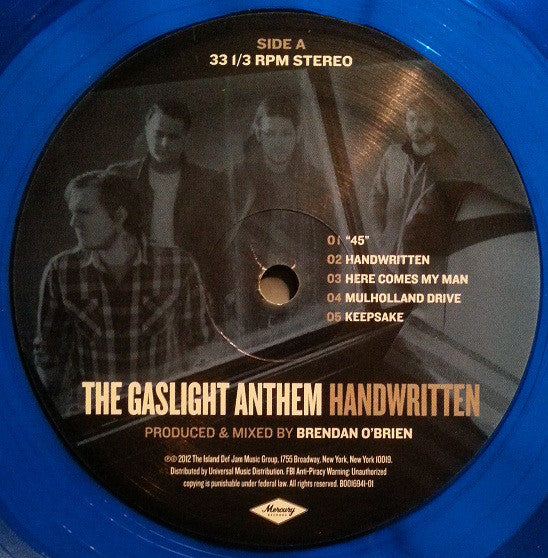 SIDE A
33 1/3 RPM STEREO
01 "45"
02 HANDWRITTEN
03 HERE COMES MY MAN
04 MULHOLLAND DRIVE
05 KEEPSAKE
THE GASLIGHT ANTHEM HANDWRITTEN
PRODUCED & MIXED BY BRENDAN O'BRIEN
℗© 2012 The Island Def Jam Music Group, 1755 Broadway, New York, New York 10019.
Distributed by Universal Music Distribution. FBI Anti-Piracy Warning: Unauthorized
copying is punishable under federal law. All rights reserved. B0016941-01
Mercury
RECORDS